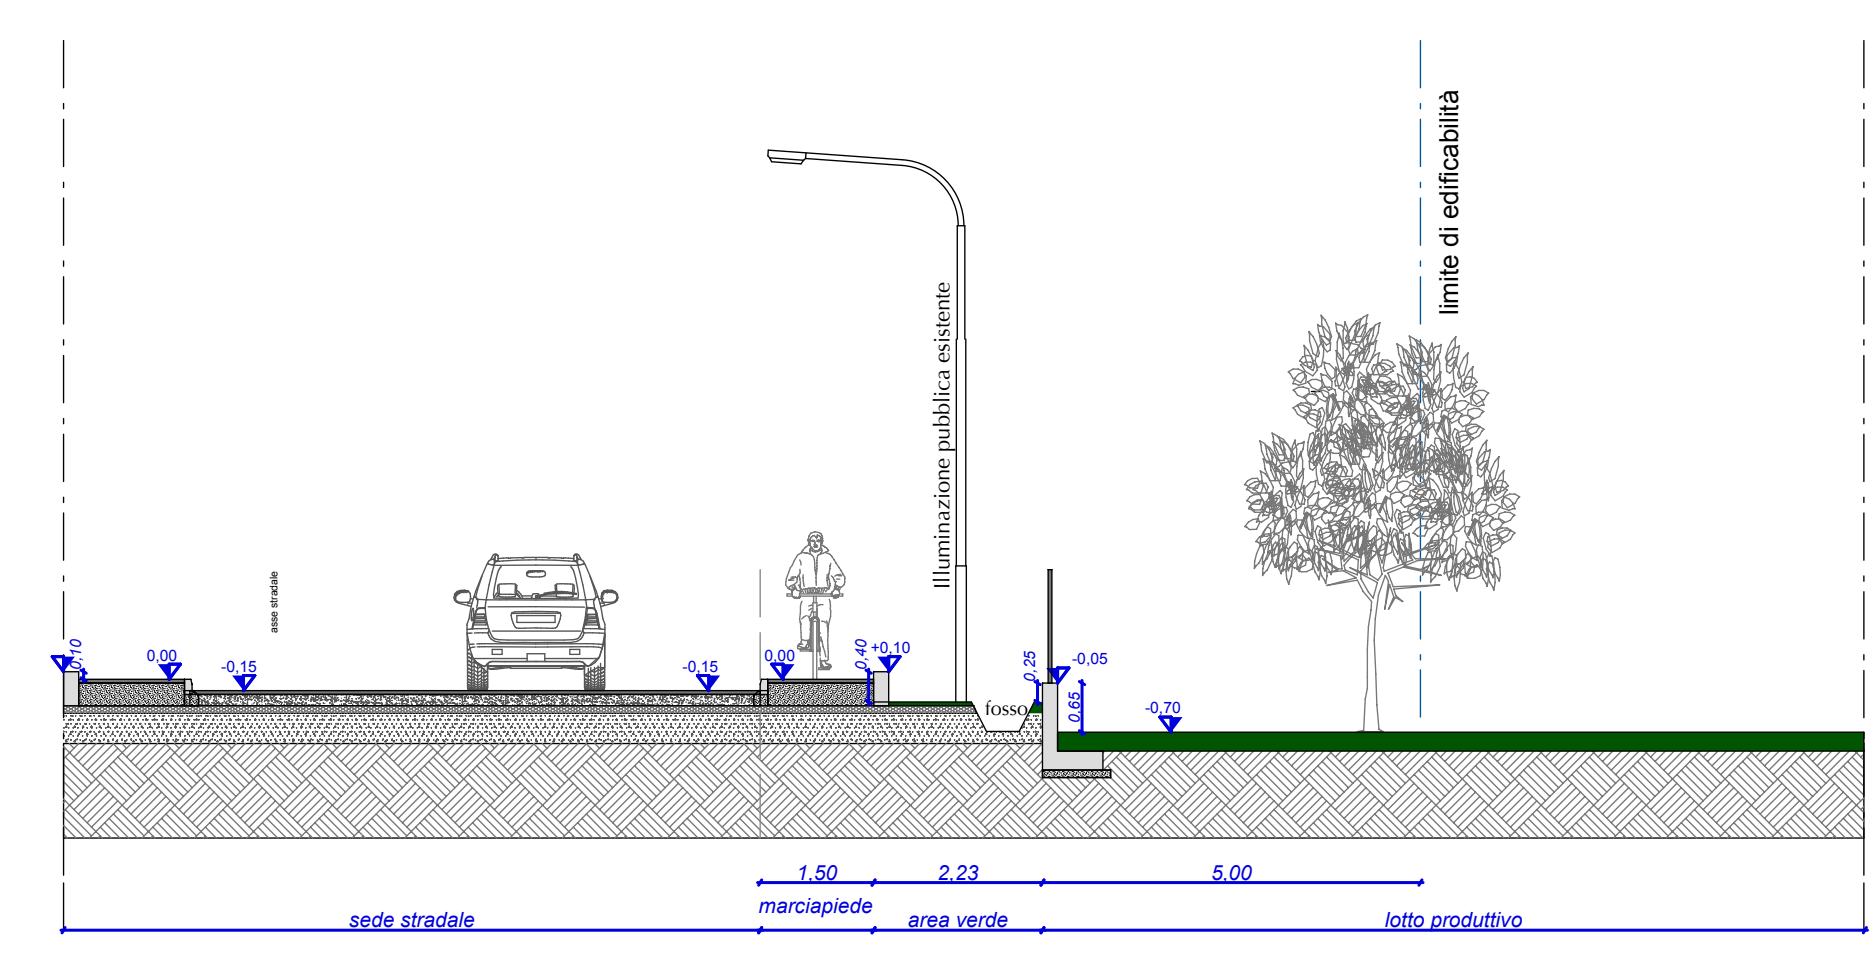 limite di edificabilità
Illuminazione pubblica esistente
asse stradale
0,10
0,00
-0,15
-0,15
0,00
0,40
+0,10
fosso
0,25
-0,05
0,65
-0,70
1,50
2,23
5,00
sede stradale
marciapiede
area verde
lotto produttivo